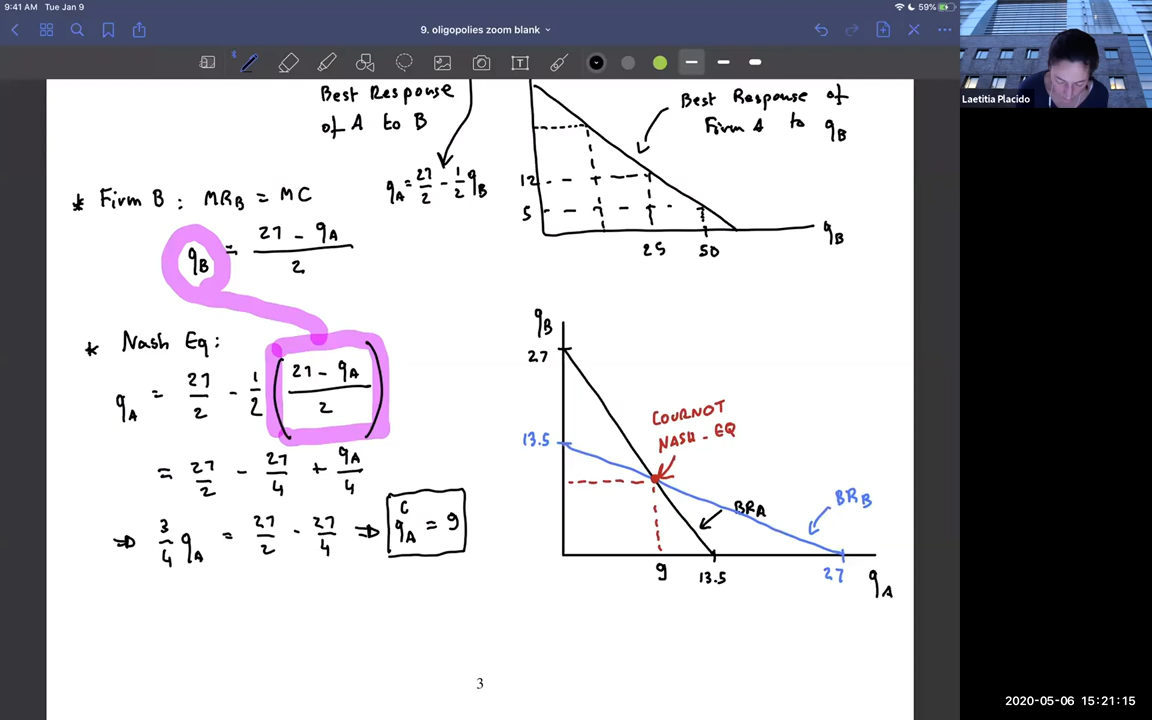 9:41 AM Tue Jan 9
59%
9. oligopolies zoom blank
Laetitia Placido
Best Response
of A to B
qA = 27/2 - 1/2 qB
Best Response of
Firm A to qB
12
5
25
50
qB
* Firm B : MRB = MC
qB = 27 - qA / 2
* Nash Eq:
qA = 27/2 - 1/2 ( 27 - qA / 2 )
= 27/2 - 27/4 + qA/4
⇒ 3/4 qA = 27/2 - 27/4 ⇒ qA^C = 9
qB
27
13.5
COURNOT
NASH-EQ
BRA
BRB
9
13.5
27
qA
3
2020-05-06 15:21:15